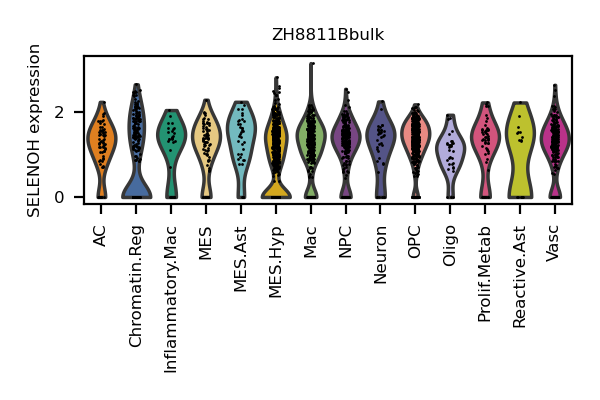 ZH8811Bbulk
SELENOH expression
2
0
AC
Chromatin.Reg
Inflammatory.Mac
MES
MES.Ast
MES.Hyp
Mac
NPC
Neuron
OPC
Oligo
Prolif.Metab
Reactive.Ast
Vasc